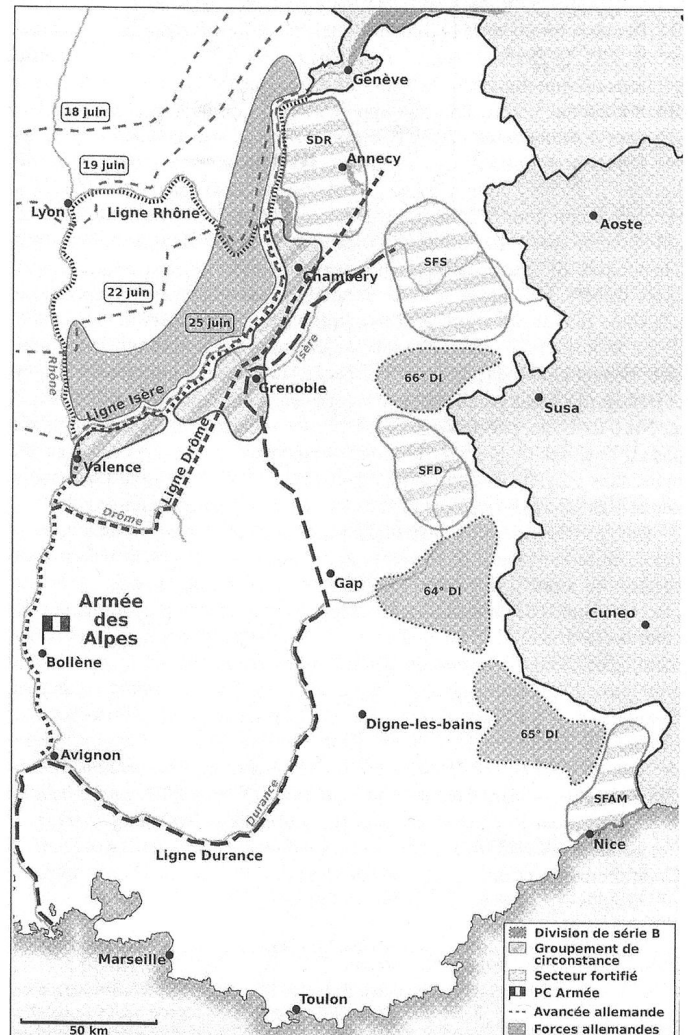 Genève
18 juin
SDR
Annecy
19 juin
Lyon
Ligne Rhône
Aoste
SFS
Chambéry
22 juin
25 juin
Isère
Rhône
66° DI
Grenoble
Ligne Isère
Susa
Valence
SFD
Ligne Drôme
Drôme
Gap
64° DI
Armée
des
Alpes
Cuneo
Bollène
Digne-les-bains
65° DI
Avignon
Durance
SFAM
Ligne Durance
Nice
Marseille
Toulon
50 km
Division de série B
Groupement de
circonstance
Secteur fortifié
PC Armée
Avancée allemande
Forces allemandes